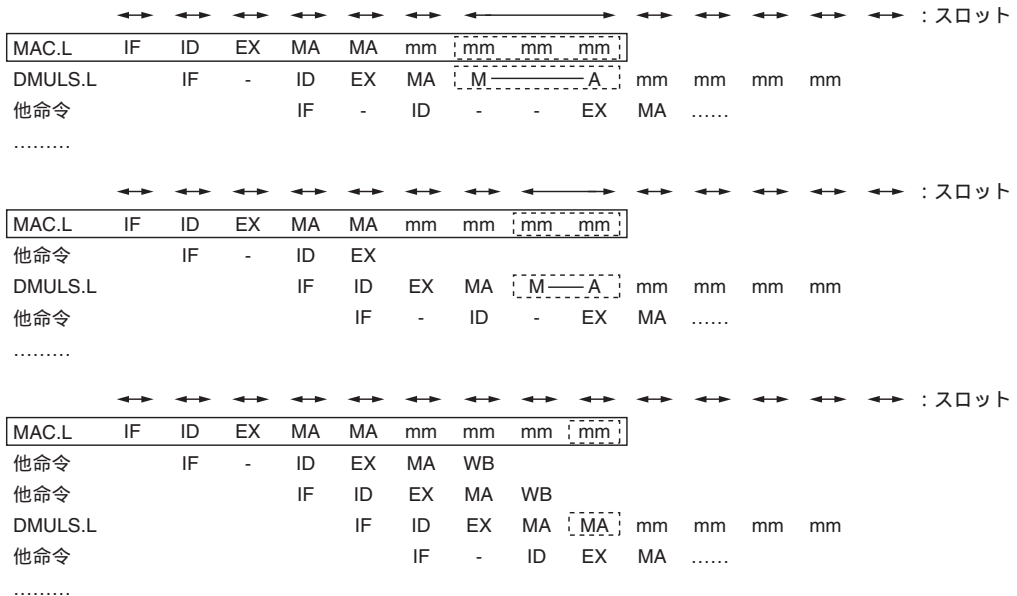 ：スロット
MAC.L IF ID EX MA MA mm mm mm mm
DMULS.L IF - ID EX MA M A mm mm mm mm
他命令 IF - ID - - EX MA ……
………
：スロット
MAC.L IF ID EX MA MA mm mm mm mm
他命令 IF - ID EX
DMULS.L IF ID EX MA M A mm mm mm mm
他命令 IF - ID - EX MA ……
………
：スロット
MAC.L IF ID EX MA MA mm mm mm mm
他命令 IF - ID EX MA WB
他命令 IF ID EX MA WB
DMULS.L IF ID EX MA MA mm mm mm mm
他命令 IF - ID EX MA ……
………